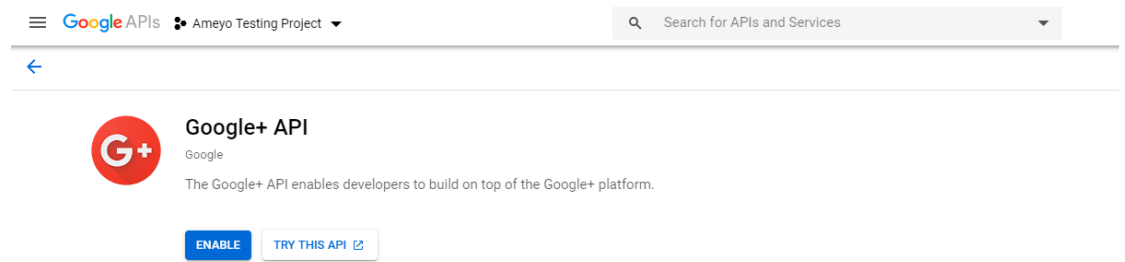 Google APIs Ameyo Testing Project Search for APIs and Services
G+ Google+ API
Google
The Google+ API enables developers to build on top of the Google+ platform.
ENABLE TRY THIS API